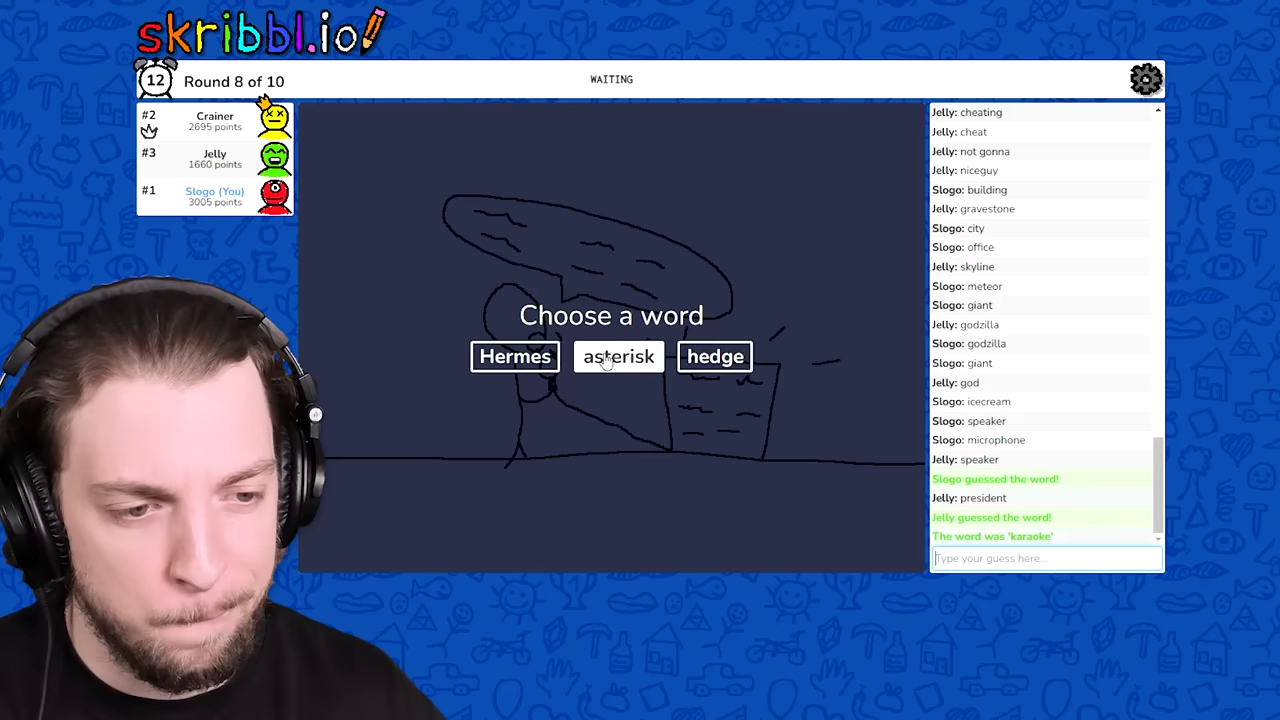 skribbl.io
12
Round 8 of 10
WAITING
#2
Crainer
2695 points
#3
Jelly
1660 points
#1
Slogo (You)
3005 points
Choose a word
Hermes
asterisk
hedge
Jelly: cheating
Jelly: cheat
Jelly: not gonna
Jelly: niceguy
Slogo: building
Jelly: gravestone
Slogo: city
Slogo: office
Jelly: skyline
Slogo: meteor
Slogo: giant
Jelly: godzilla
Slogo: godzilla
Slogo: giant
Jelly: god
Slogo: icecream
Slogo: speaker
Slogo: microphone
Jelly: speaker
Slogo guessed the word!
Jelly: president
Jelly guessed the word!
The word was 'karaoke'
Type your guess here...